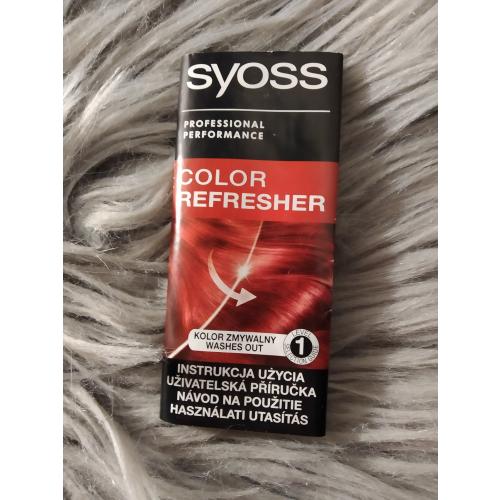 syoss
PROFESSIONAL
PERFORMANCE
COLOR
REFRESHER
KOLOR ZMYWALNY
WASHES OUT
LEVEL
1
INSTRUKCJA UŻYCIA
UŽIVATELSKÁ PŘÍRUČKA
NÁVOD NA POUŽITIE
HASZNÁLATI UTASÍTÁS